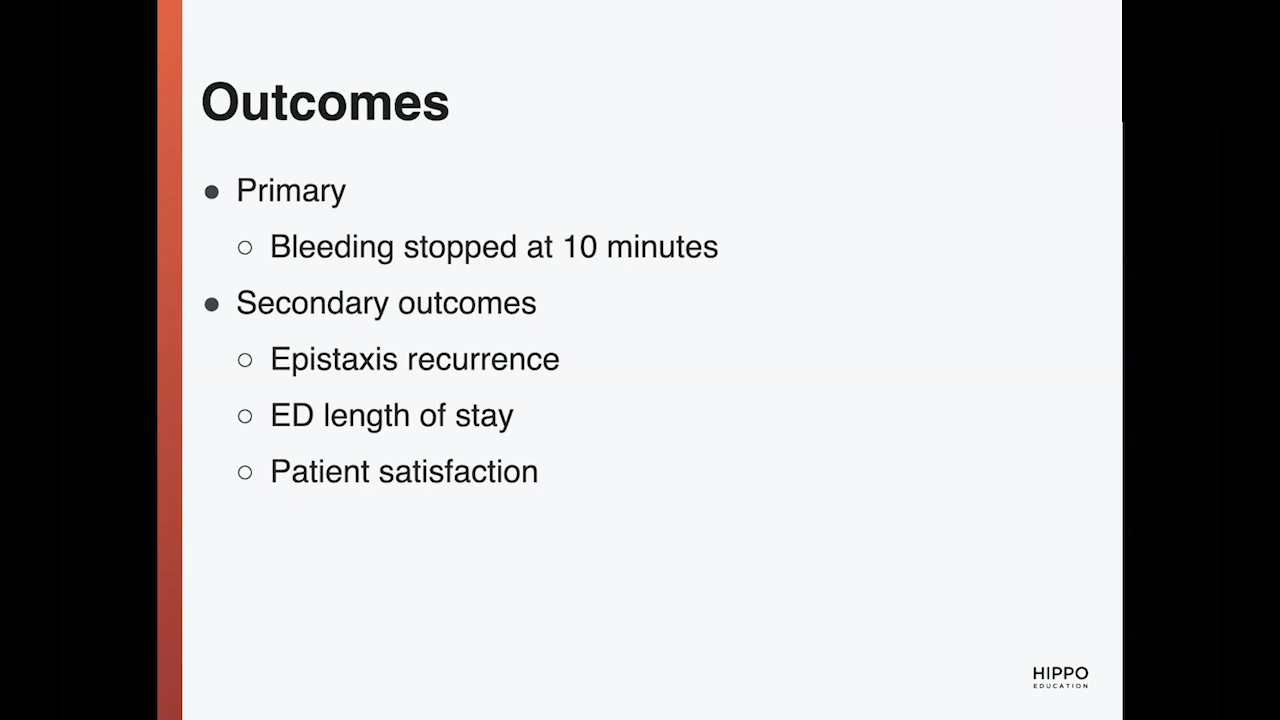 Outcomes
● Primary
○ Bleeding stopped at 10 minutes
● Secondary outcomes
○ Epistaxis recurrence
○ ED length of stay
○ Patient satisfaction
HIPPO
EDUCATION